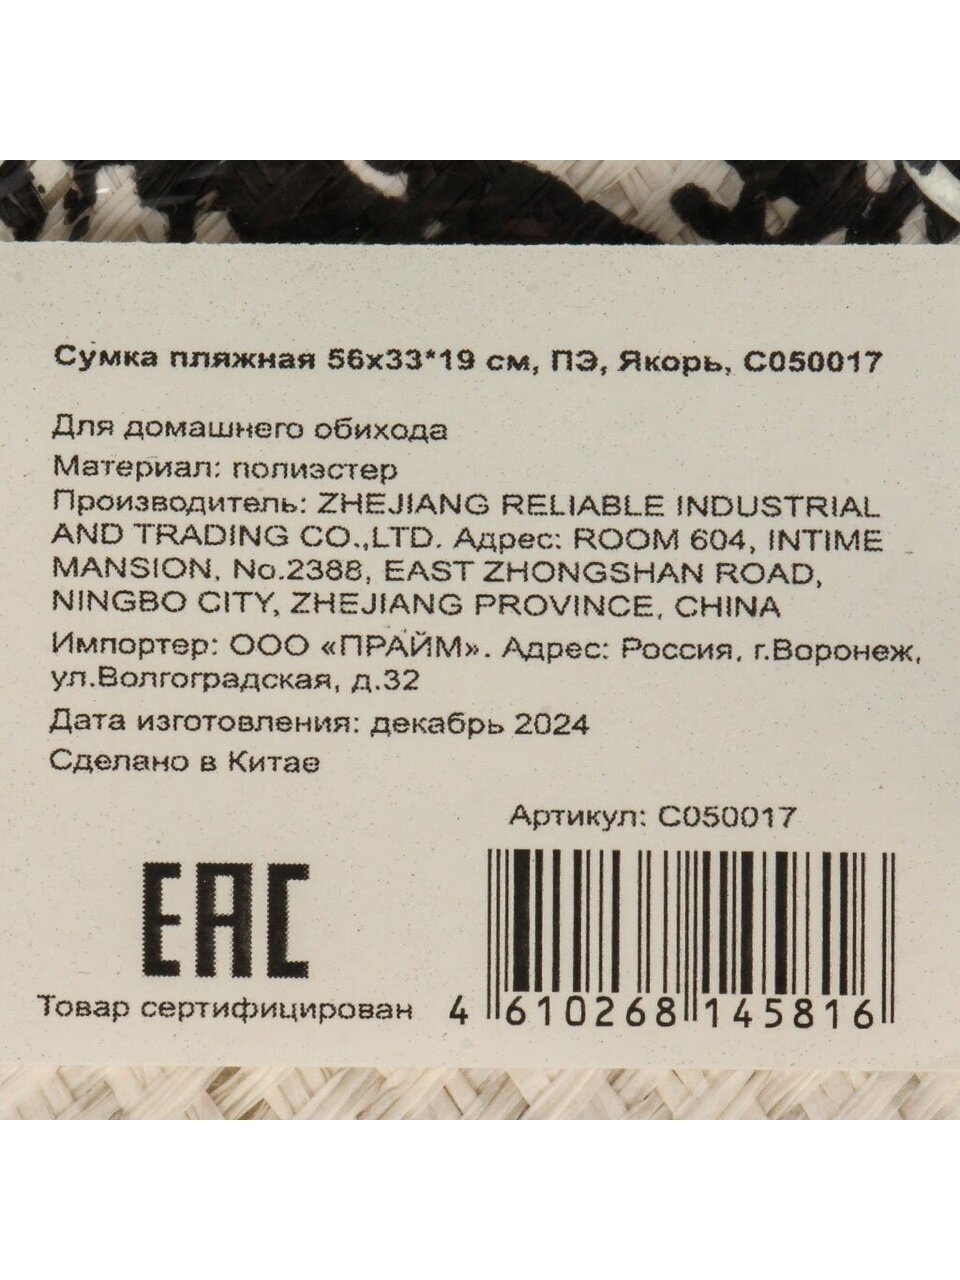 Сумка пляжная 56х33*19 см, ПЭ, Якорь, С050017
Для домашнего обихода
Материал: полиэстер
Производитель: ZHEJIANG RELIABLE INDUSTRIAL
AND TRADING CO.,LTD. Адрес: ROOM 604, INTIME
MANSION, No.2388, EAST ZHONGSHAN ROAD,
NINGBO CITY, ZHEJIANG PROVINCE, CHINA
Импортер: ООО «ПРАЙМ». Адрес: Россия, г.Воронеж,
ул.Волгоградская, д.32
Дата изготовления: декабрь 2024
Сделано в Китае
Артикул: С050017
EAC
Товар сертифицирован
4 610268 145816